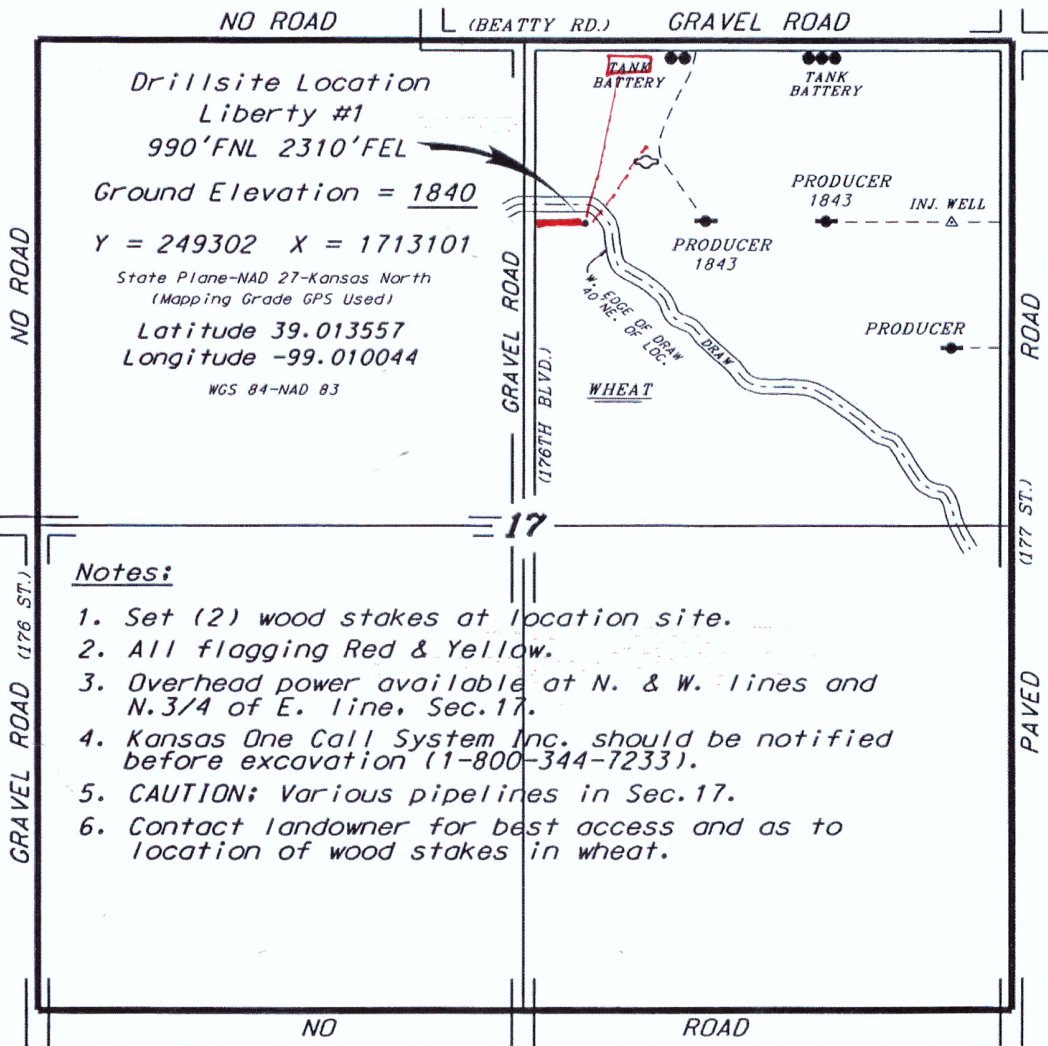 NO ROAD
(BEATTY RD.)
GRAVEL ROAD
Drillsite Location
Liberty #1
990'FNL 2310'FEL
Ground Elevation = 1840
Y = 249302 X = 1713101
State Plane-NAD 27-Kansas North
(Mapping Grade GPS Used)
Latitude 39.013557
Longitude -99.010044
WGS 84-NAD 83
TANK
BATTERY
TANK
BATTERY
PRODUCER
1843
INJ. WELL
PRODUCER
1843
PRODUCER
W. EDGE OF DRAW
40' NE. OF LOC.
DRAW
WHEAT
NO ROAD
GRAVEL ROAD
(176TH BLVD.)
ROAD
(177 ST.)
PAVED
17
GRAVEL ROAD (176 ST.)
Notes:
1. Set (2) wood stakes at location site.
2. All flagging Red & Yellow.
3. Overhead power available at N. & W. lines and
N.3/4 of E. line, Sec.17.
4. Kansas One Call System Inc. should be notified
before excavation (1-800-344-7233).
5. CAUTION: Various pipelines in Sec.17.
6. Contact landowner for best access and as to
location of wood stakes in wheat.
NO
ROAD